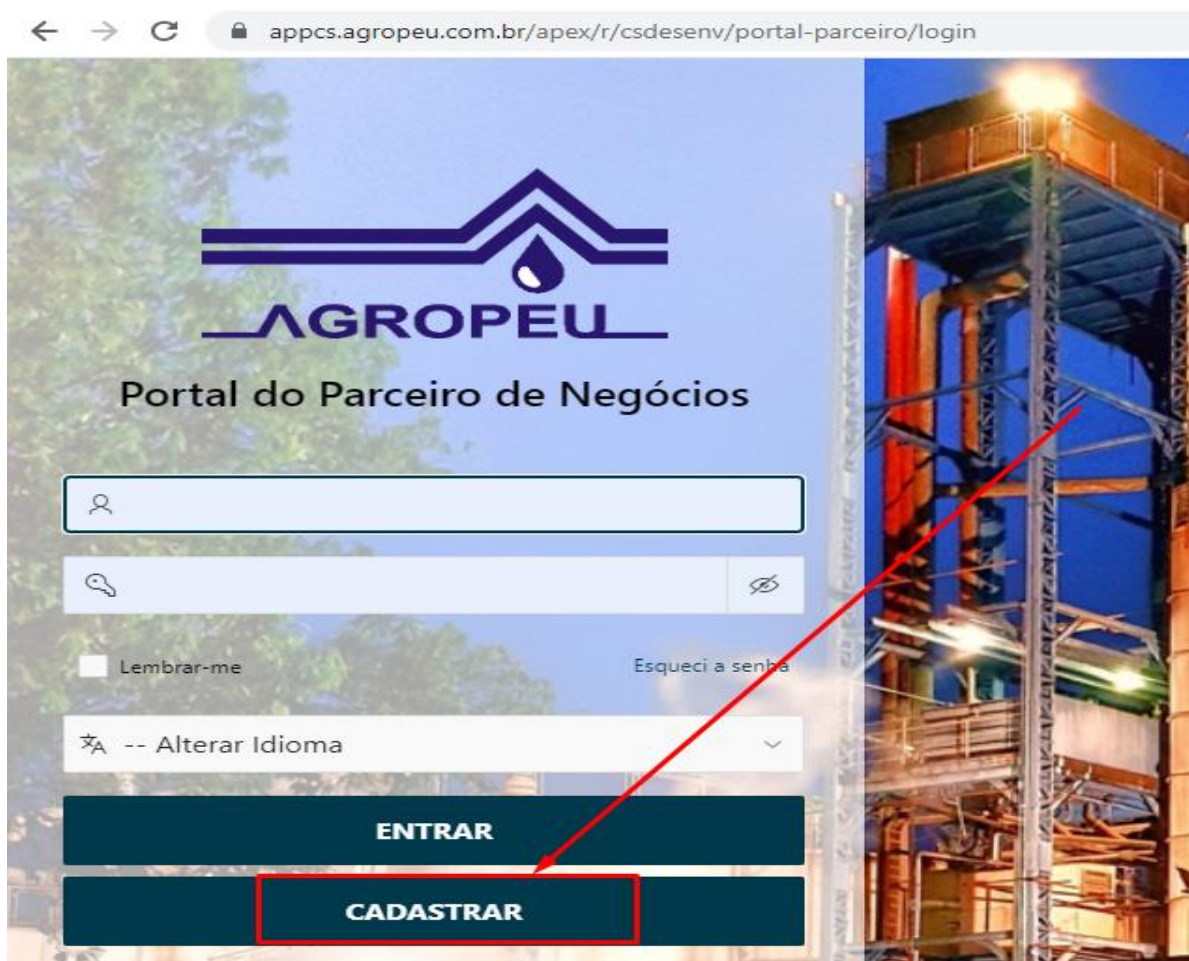 appcs.agropeu.com.br/apex/r/csdesenv/portal-parceiro/login
AGROPEU
Portal do Parceiro de Negócios
Lembrar-me
Esqueci a senha
-- Alterar Idioma
ENTRAR
CADASTRAR